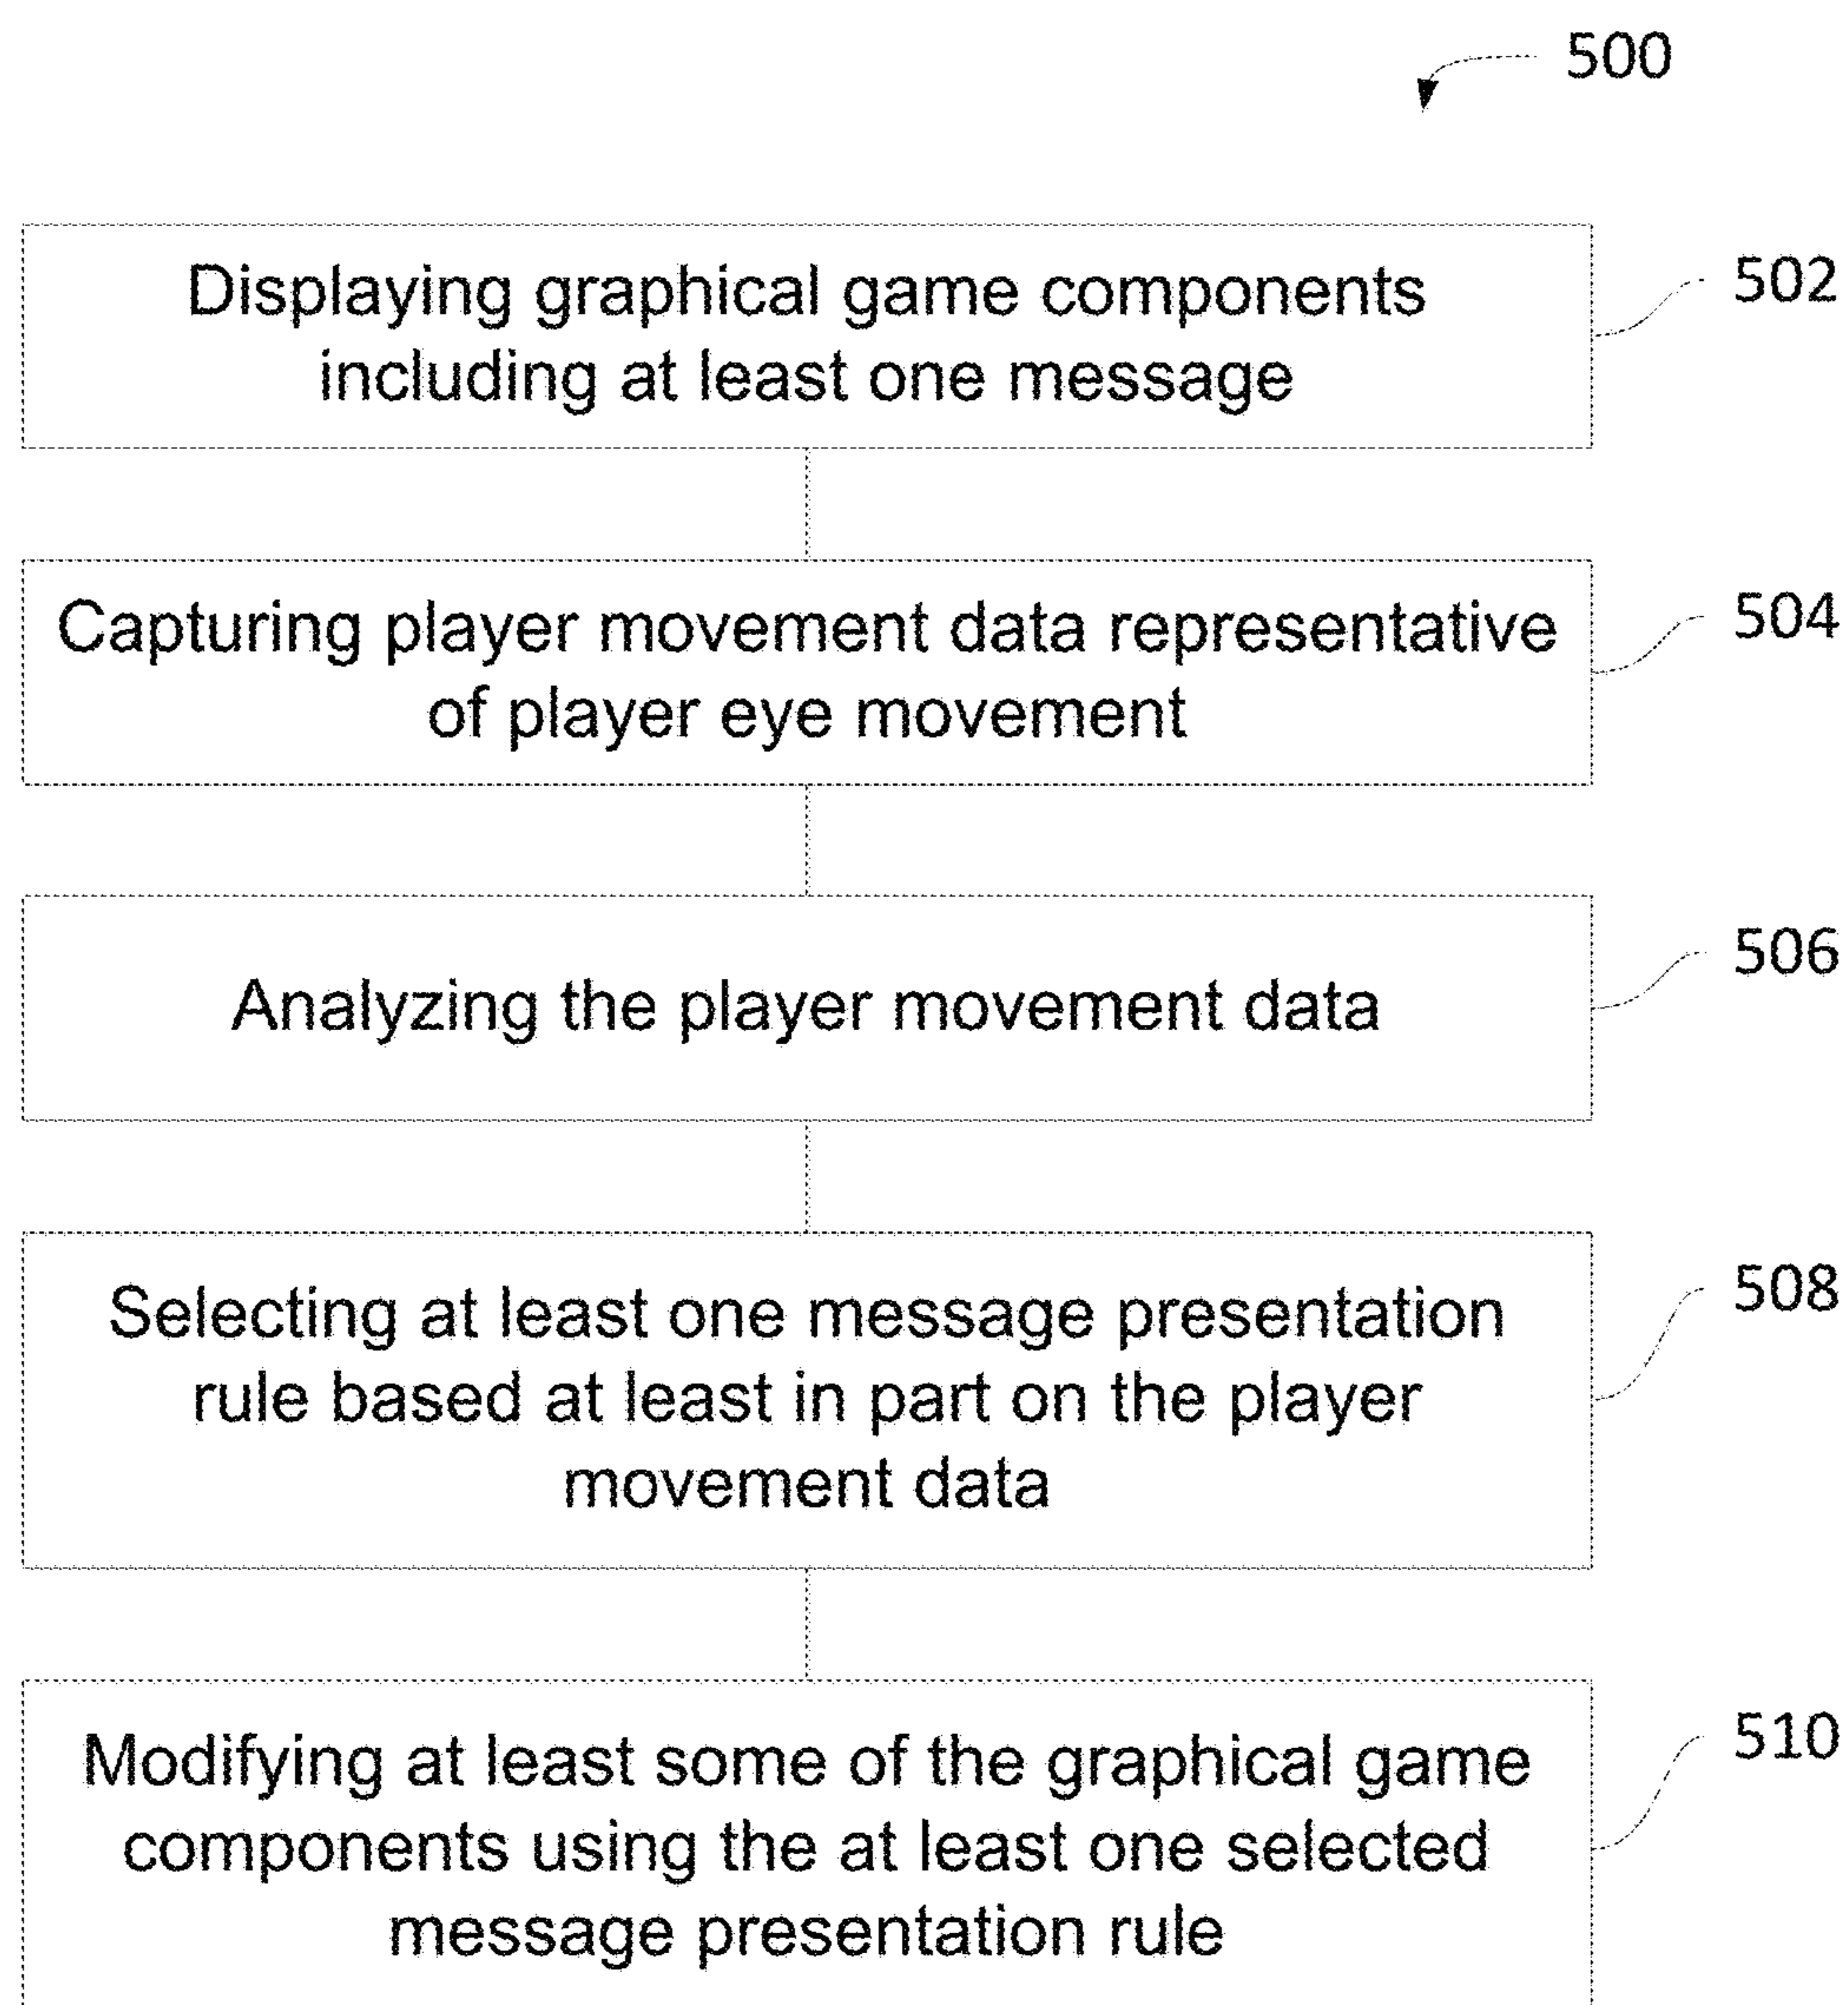 500
Displaying graphical game components
including at least one message
502
Capturing player movement data representative
of player eye movement
504
Analyzing the player movement data
506
Selecting at least one message presentation
rule based at least in part on the player
movement data
508
Modifying at least some of the graphical game
components using the at least one selected
message presentation rule
510